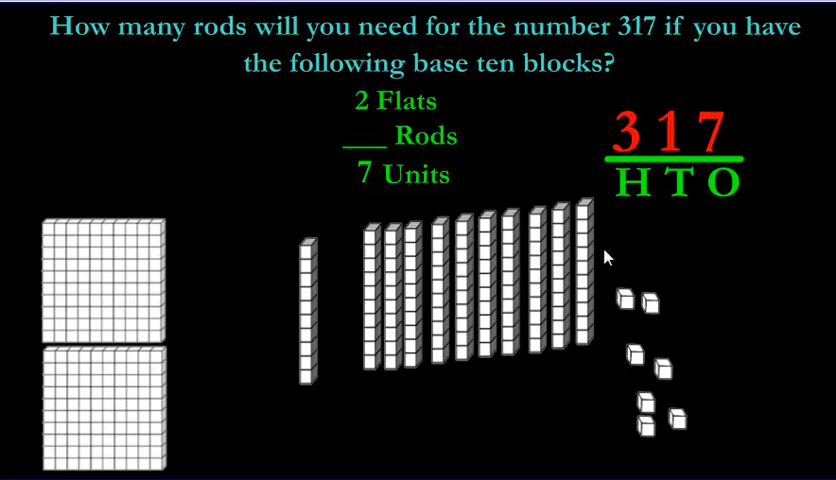 How many rods will you need for the number 317 if you have
the following base ten blocks?
2 Flats
___ Rods
7 Units
3 1 7
H T O